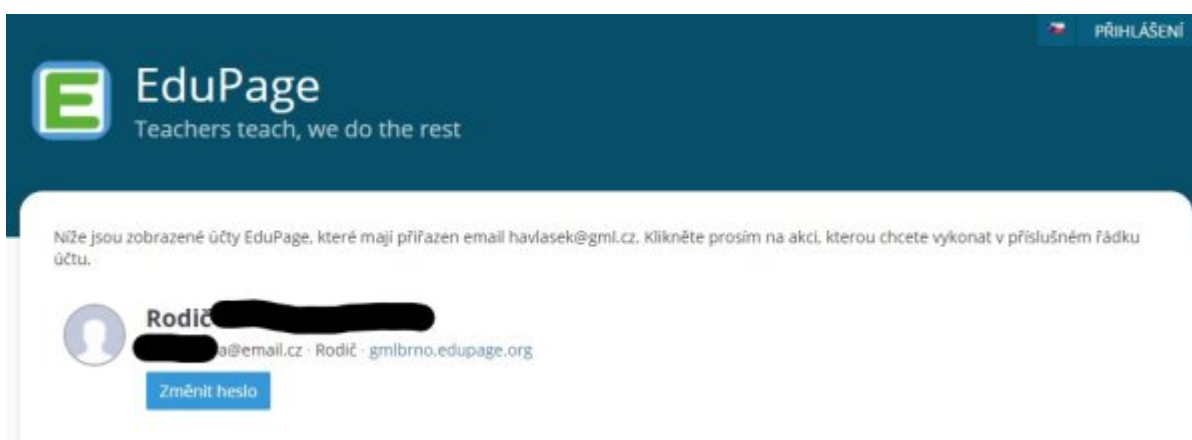 PŘIHLÁŠENÍ
E EduPage
Teachers teach, we do the rest
Níže jsou zobrazené účty EduPage, které mají přiřazen email havlasek@gml.cz. Klikněte prosím na akci, kterou chcete vykonat v příslušném řádku
účtu.
Rodič
a@email.cz · Rodič · gmlbrno.edupage.org
Změnit heslo